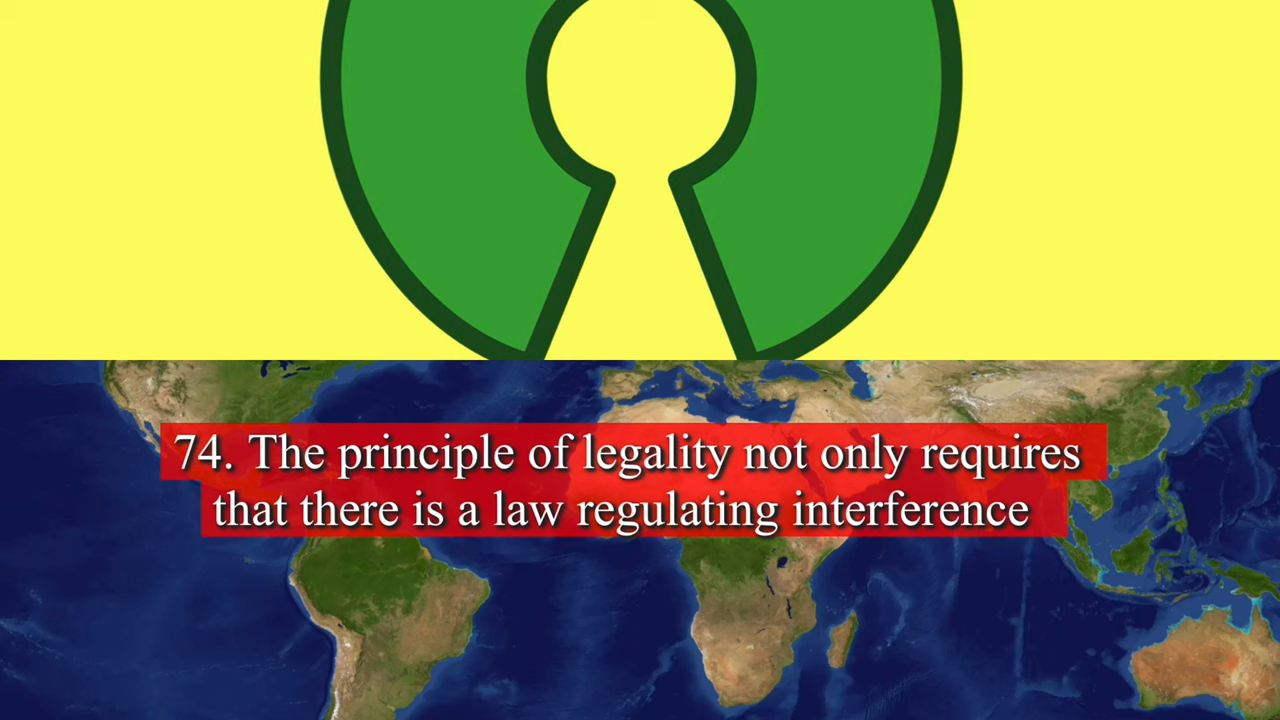 74. The principle of legality not only requires
that there is a law regulating interference